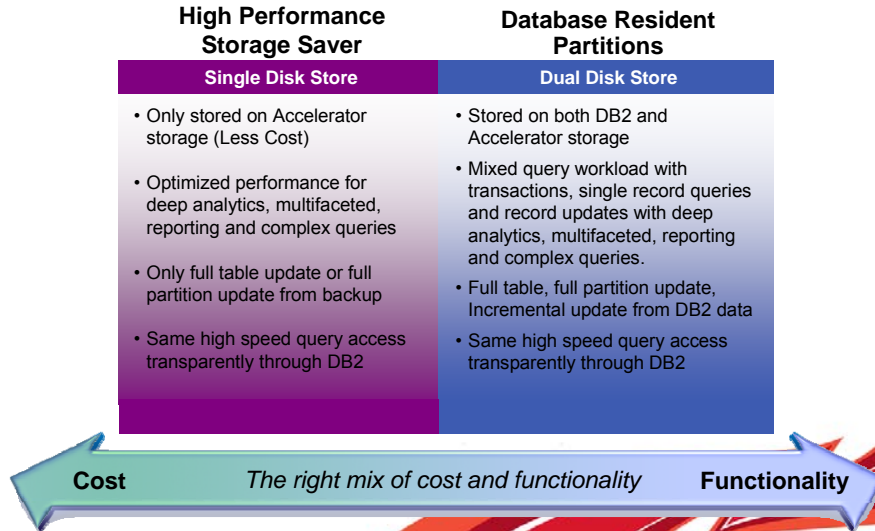 High Performance
Storage Saver
Single Disk Store
• Only stored on Accelerator
storage (Less Cost)
• Optimized performance for
deep analytics, multifaceted,
reporting and complex queries
• Only full table update or full
partition update from backup
• Same high speed query access
transparently through DB2
Database Resident
Partitions
Dual Disk Store
• Stored on both DB2 and
Accelerator storage
• Mixed query workload with
transactions, single record queries
and record updates with deep
analytics, multifaceted, reporting
and complex queries.
• Full table, full partition update,
Incremental update from DB2 data
• Same high speed query access
transparently through DB2
Cost The right mix of cost and functionality Functionality